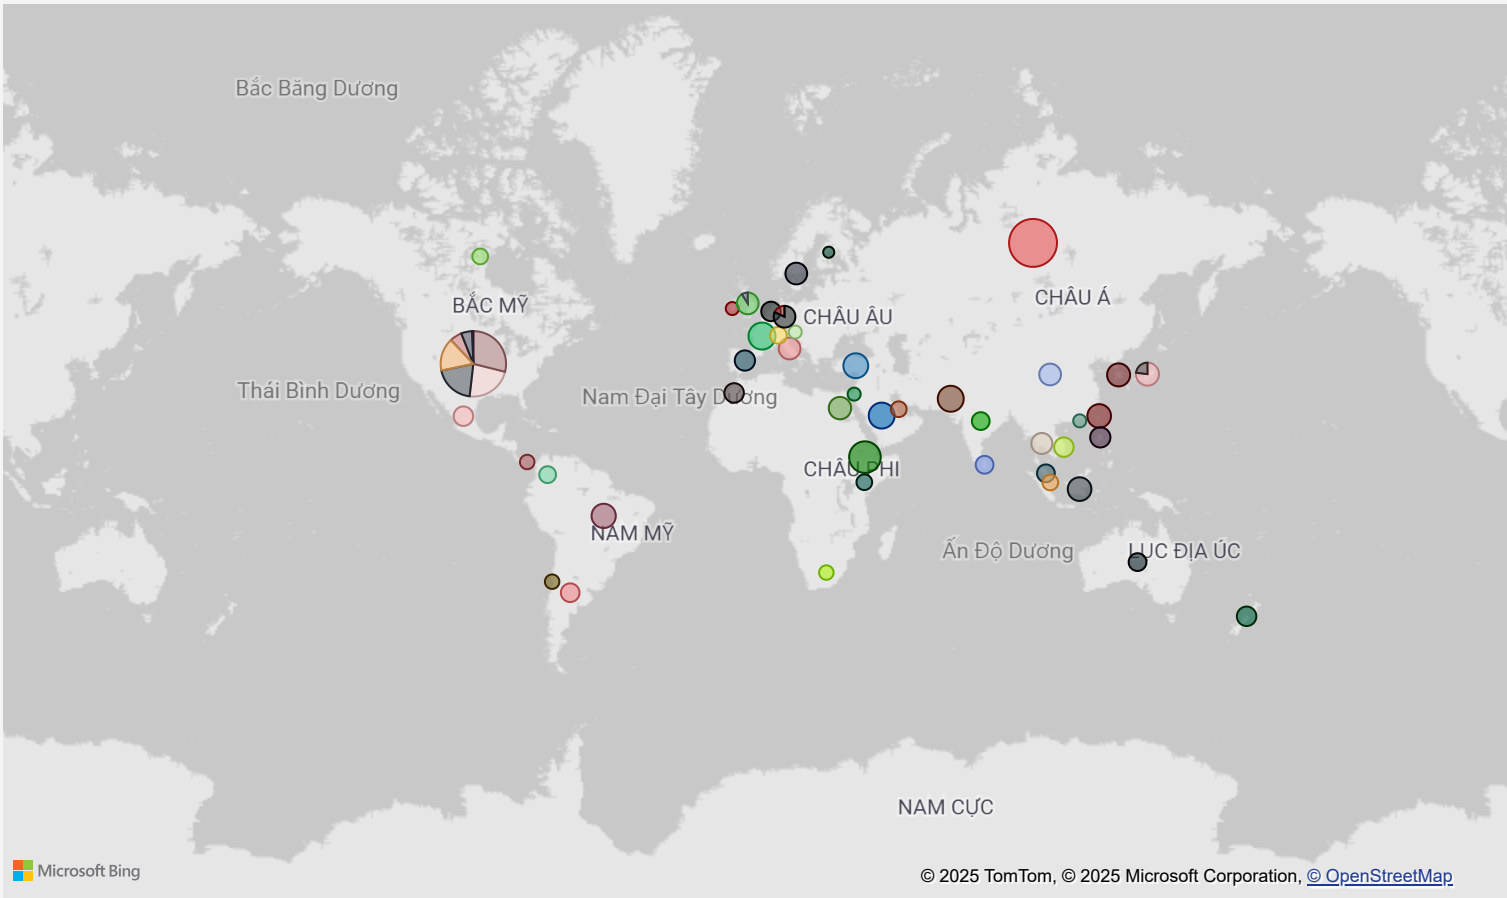 Bắc Băng Dương
BẮC MỸ
CHÂU Á
CHÂU ÂU
Thái Bình Dương
Nam Đại Tây Dương
CHÂU PHI
NAM MỸ
Ấn Độ Dương
LỤC ĐỊA ÚC
NAM CỰC
Microsoft Bing
© 2025 TomTom, © 2025 Microsoft Corporation, © OpenStreetMap